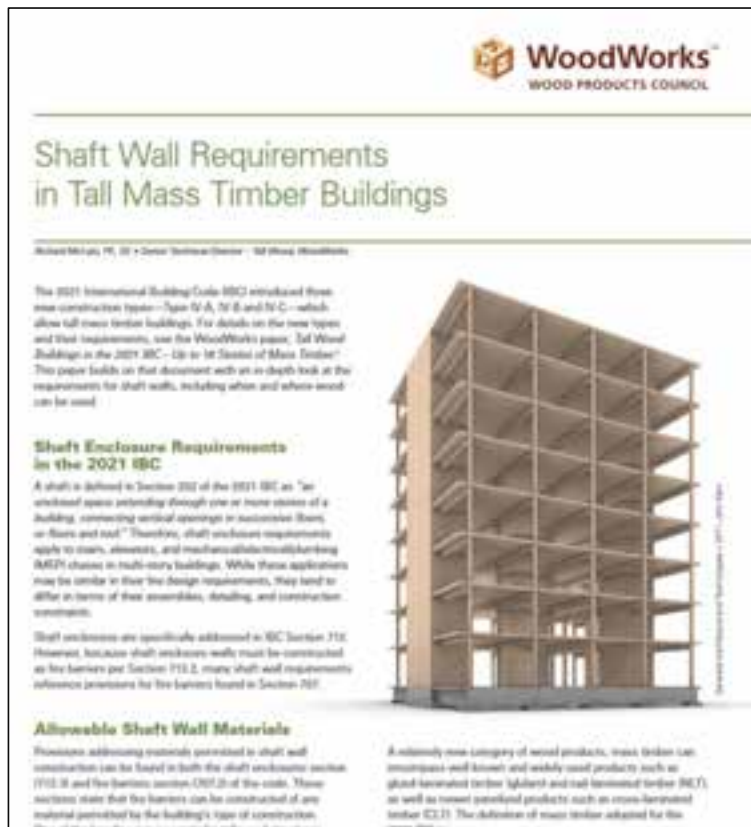 WoodWorks™
WOOD PRODUCTS COUNCIL
Shaft Wall Requirements
in Tall Mass Timber Buildings
Richard McLain, PE, SE • Senior Technical Director – Tall Wood, WoodWorks
The 2021 International Building Code (IBC) introduced three
new construction types—Type IV-A, IV-B and IV-C—which
allow tall mass timber buildings. For details on the new types
and their requirements, see the WoodWorks paper, Tall Wood
Buildings in the 2021 IBC – Up to 18 Stories of Mass Timber.¹
This paper builds on that document with an in-depth look at the
requirements for shaft walls, including when and where wood
can be used.
Shaft Enclosure Requirements
in the 2021 IBC
A shaft is defined in Section 202 of the 2021 IBC as "an
enclosed space extending through one or more stories of a
building, connecting vertical openings in successive floors,
or floors and roof." Therefore, shaft enclosure requirements
apply to stairs, elevators, and mechanical/electrical/plumbing
(MEP) chases in multi-story buildings. While these applications
may be similar in their fire design requirements, they tend to
differ in terms of their assemblies, detailing, and construction
constraints.
Shaft enclosures are specifically addressed in IBC Section 713.
However, because shaft enclosure walls must be constructed
as fire barriers per Section 713.2, many shaft wall requirements
reference provisions for fire barriers found in Section 707.
Allowable Shaft Wall Materials
Provisions addressing materials permitted in shaft wall
construction can be found in both the shaft enclosures section
(713.3) and fire barriers section (707.2) of the code. These
sections state that fire barriers can be constructed of any
material permitted by the building's type of construction.
A relatively new category of wood products, mass timber can
encompass well-known and widely used products such as
glued-laminated timber (glulam) and nail-laminated timber (NLT),
as well as newer panelized products such as cross-laminated
timber (CLT). The definition of mass timber adopted for the